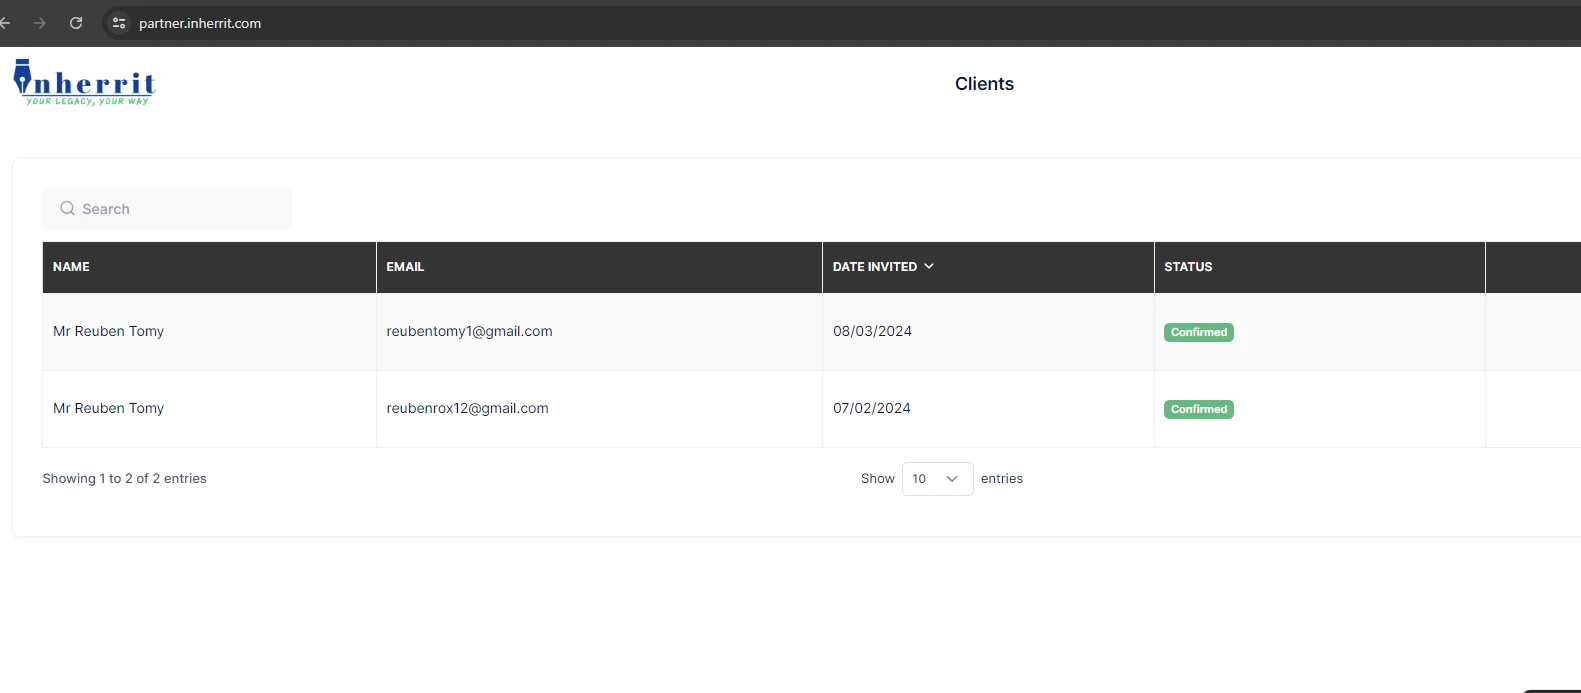 partner.inherrit.com
inherrit
YOUR LEGACY, YOUR WAY
Clients
Search
NAME EMAIL DATE INVITED STATUS
Mr Reuben Tomy reubentomy1@gmail.com 08/03/2024 Confirmed
Mr Reuben Tomy reubenrox12@gmail.com 07/02/2024 Confirmed
Showing 1 to 2 of 2 entries Show 10 entries